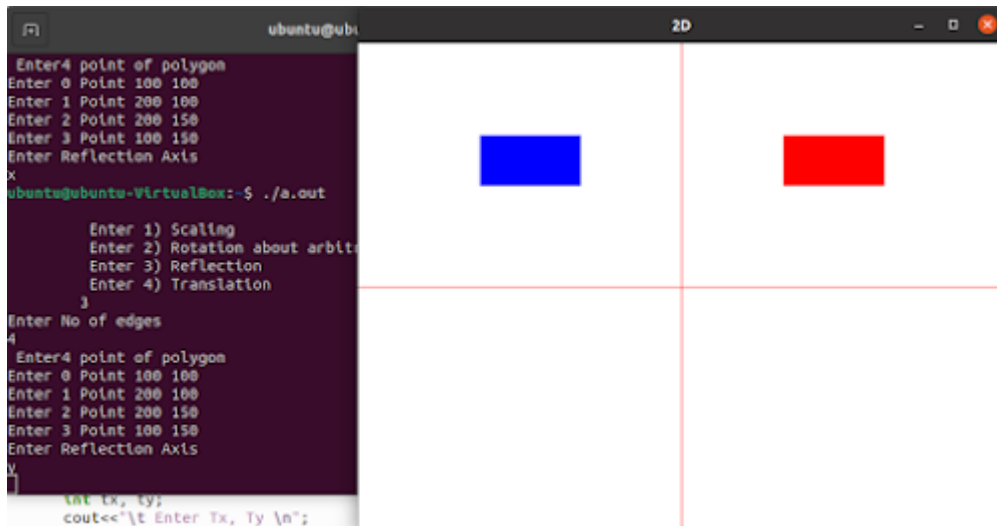 ubuntu@ubu
2D
Enter4 point of polygon
Enter 0 Point 100 100
Enter 1 Point 200 100
Enter 2 Point 200 150
Enter 3 Point 100 150
Enter Reflection Axis
x
ubuntu@ubuntu-VirtualBox:~$ ./a.out
Enter 1) Scaling
Enter 2) Rotation about arbit
Enter 3) Reflection
Enter 4) Translation
3
Enter No of edges
4
Enter4 point of polygon
Enter 0 Point 100 100
Enter 1 Point 200 100
Enter 2 Point 200 150
Enter 3 Point 100 150
Enter Reflection Axis
y
int tx, ty;
cout<<"\t Enter Tx, Ty \n";